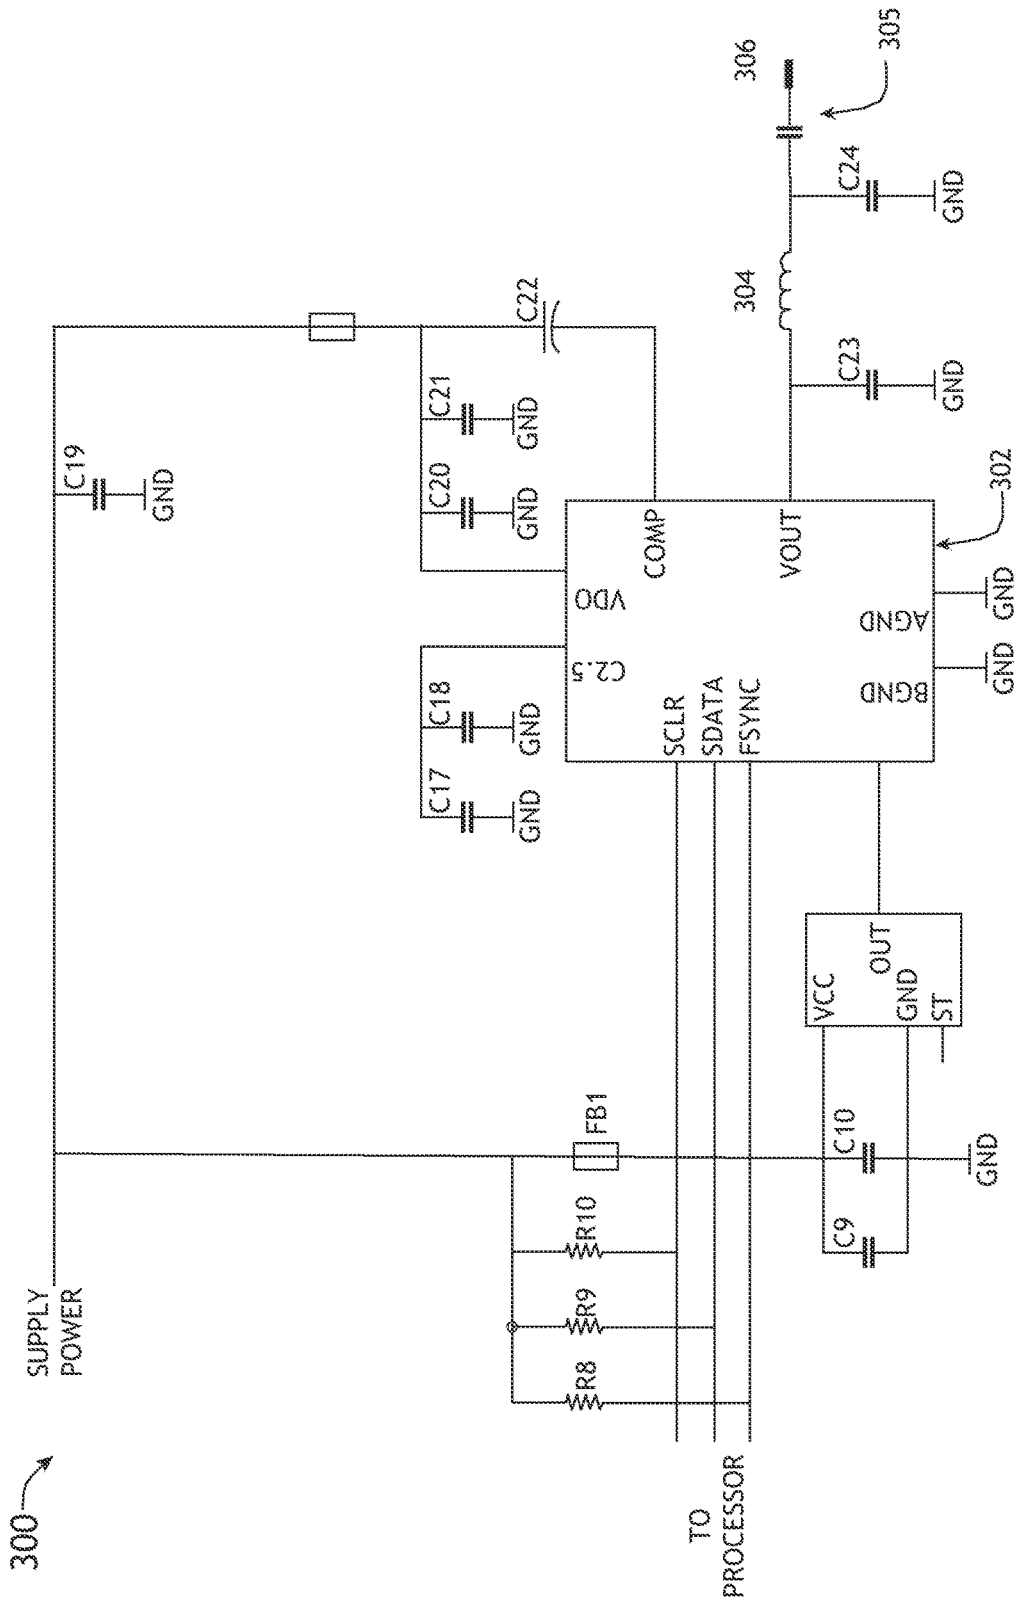 300
SUPPLY
POWER
C19
GND
C21
GND
C20
GND
C22
C18
GND
C17
GND
VDO
C2.5
COMP
VOUT
SCLR
SDATA
FSYNC
BGND
AGND
GND
GND
302
304
C23
GND
C24
GND
305
306
R8
R9
R10
FB1
C9
C10
GND
VCC
OUT
GND
ST
TO
PROCESSOR